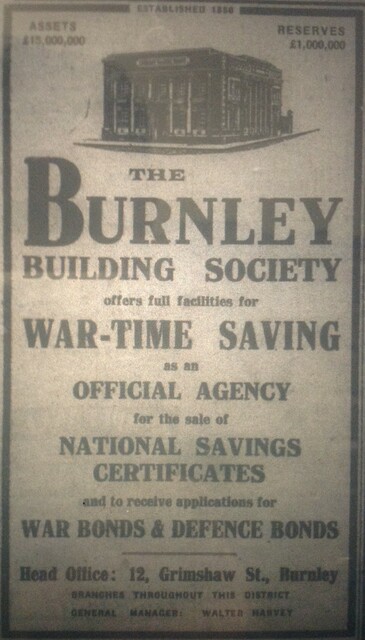 ESTABLISHED 1850
ASSETS
£15,000,000
RESERVES
£1,000,000
THE
BURNLEY
BUILDING SOCIETY
offers full facilities for
WAR-TIME SAVING
as an
OFFICIAL AGENCY
for the sale of
NATIONAL SAVINGS
CERTIFICATES
and to receive applications for
WAR BONDS & DEFENCE BONDS
Head Office: 12, Grimshaw St., Burnley
BRANCHES THROUGHOUT THIS DISTRICT
GENERAL MANAGER: WALTER HARVEY